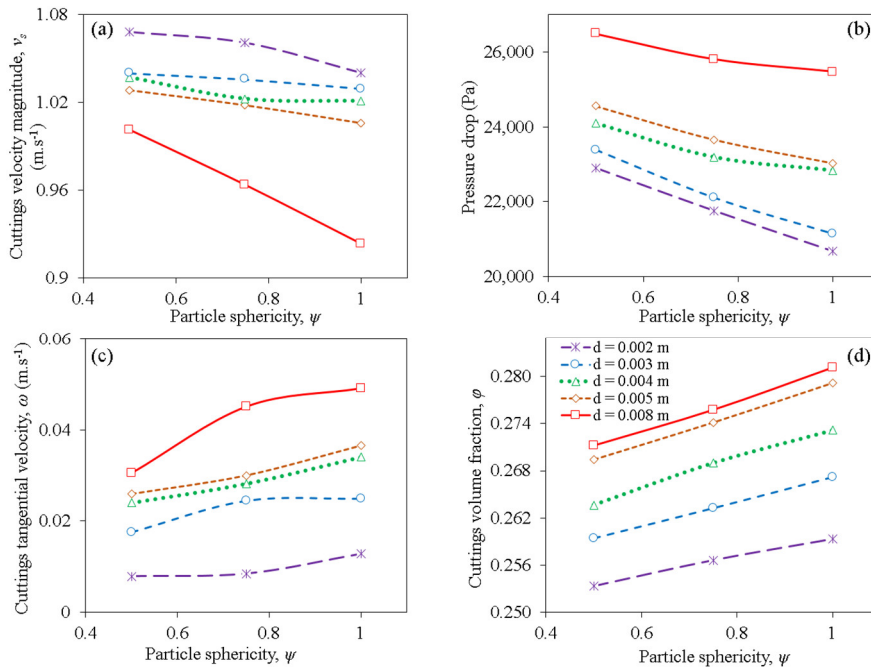 (a)
Cuttings velocity magnitude, vs
(m.s-1)
1.08
1.02
0.96
0.9
0.4 0.6 0.8 1
Particle sphericity, ψ
(b)
Pressure drop (Pa)
26,000
24,000
22,000
20,000
0.4 0.6 0.8 1
Particle sphericity, ψ
(c)
Cuttings tangential velocity, ω (m.s-1)
0.06
0.04
0.02
0
0.4 0.6 0.8 1
Particle sphericity, ψ
(d)
Cuttings volume fraction, φ
0.280
0.274
0.268
0.262
0.256
0.250
d = 0.002 m
d = 0.003 m
d = 0.004 m
d = 0.005 m
d = 0.008 m
0.4 0.6 0.8 1
Particle sphericity, ψ